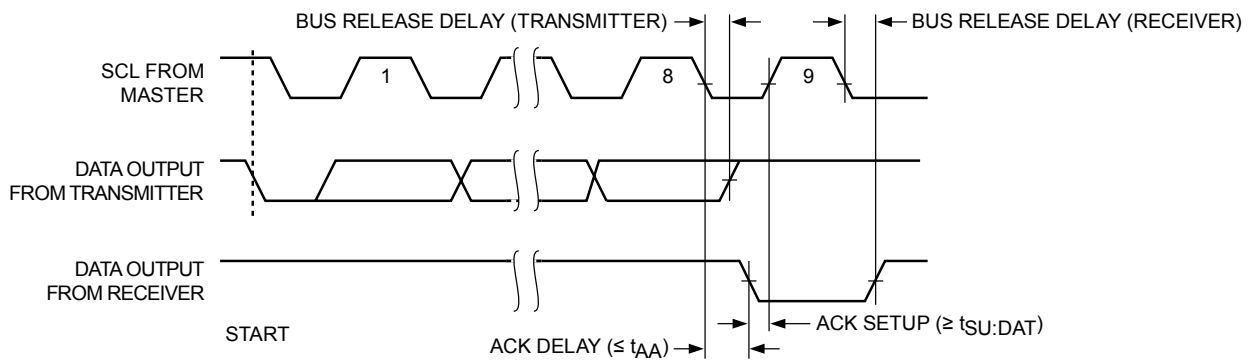 BUS RELEASE DELAY (TRANSMITTER)
BUS RELEASE DELAY (RECEIVER)
SCL FROM
MASTER
1
8
9
DATA OUTPUT
FROM TRANSMITTER
DATA OUTPUT
FROM RECEIVER
START
ACK SETUP (≥ tSU:DAT)
ACK DELAY (≤ tAA)